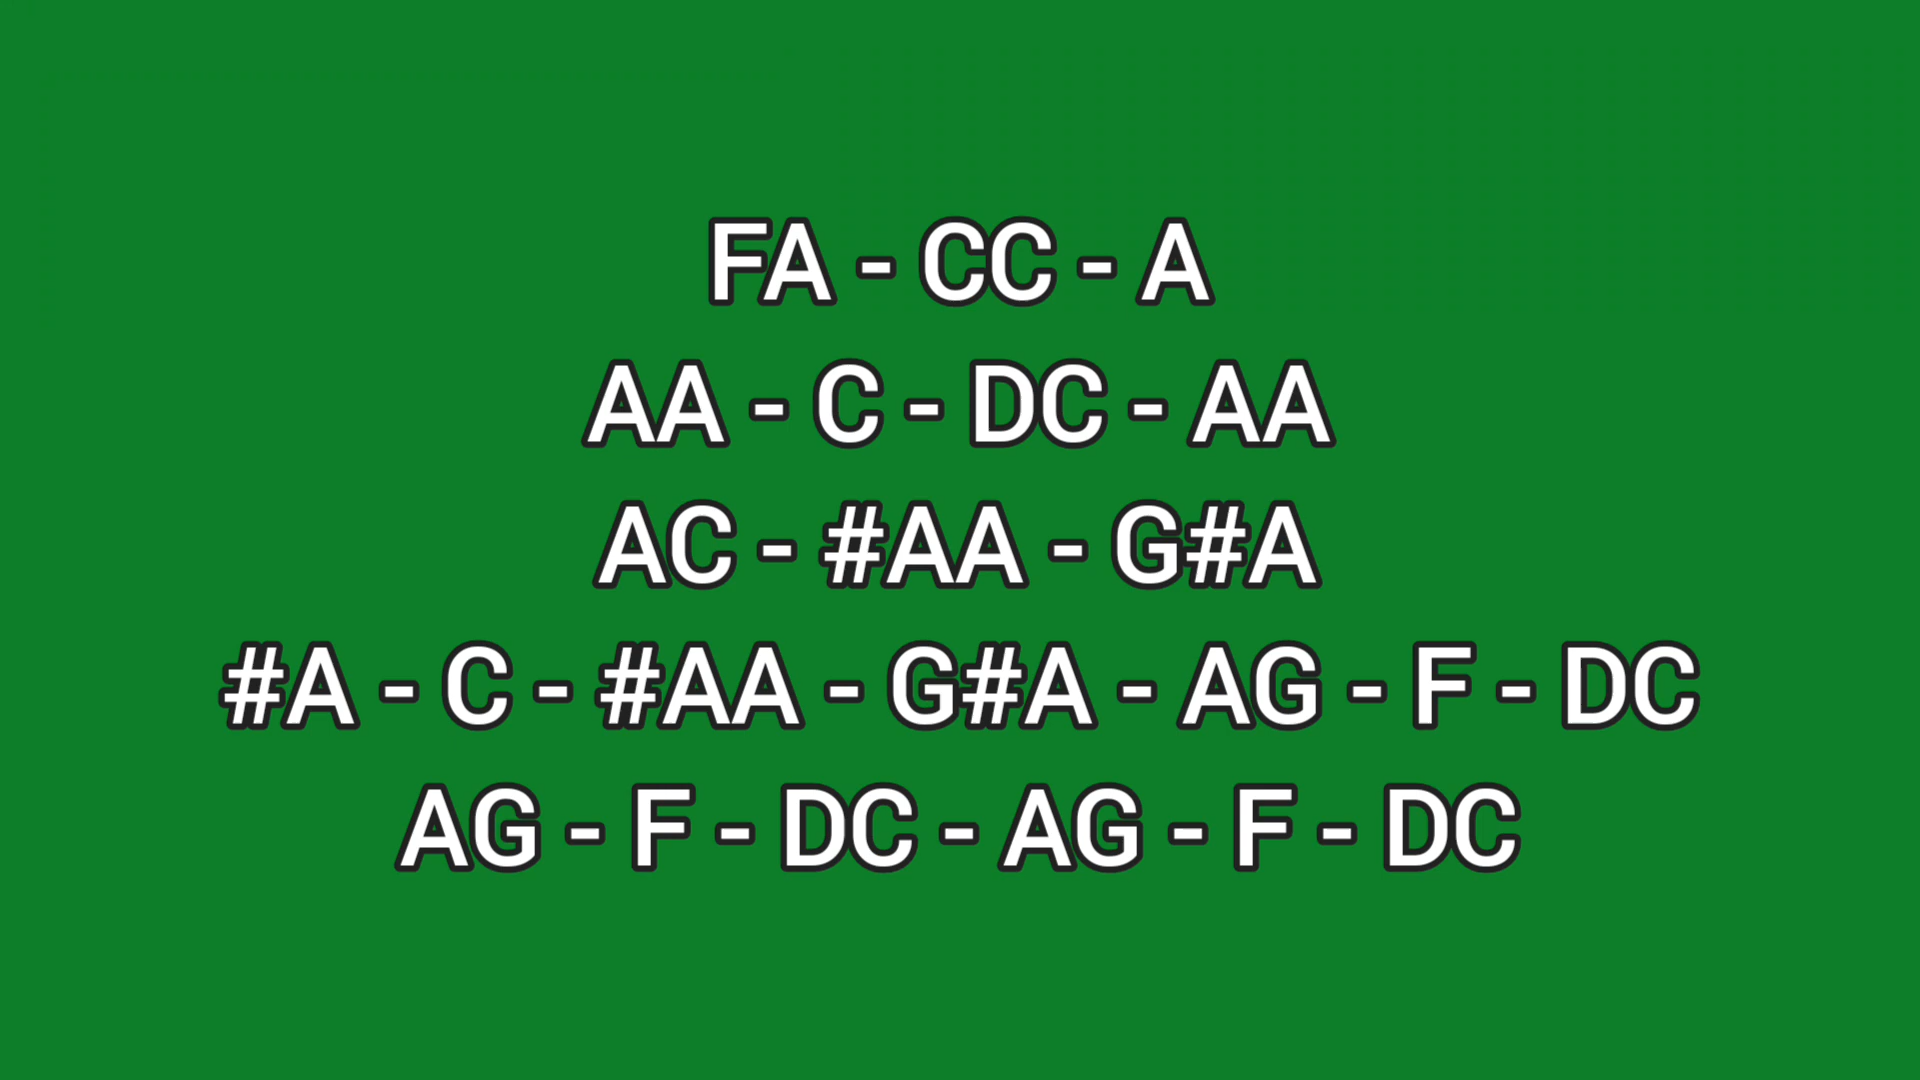 FA - CC - A
AA - C - DC - AA
AC - #AA - G#A
#A - C - #AA - G#A - AG - F - DC
AG - F - DC - AG - F - DC